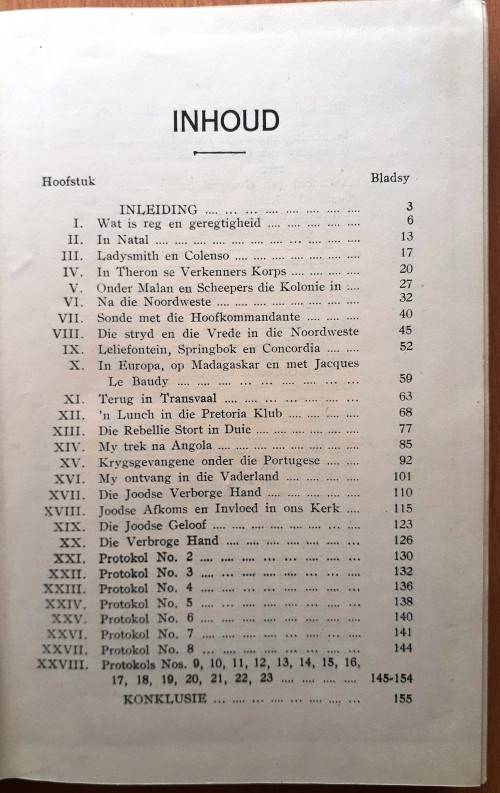 INHOUD
Hoofstuk Bladsy
INLEIDING .... ... ... .... .... .... .... .... 3
I. Wat is reg en geregtigheid .... .... .... .... .... 6
II. In Natal .... .... .... .... .... .... .... ... .... .... .... 13
III. Ladysmith en Colenso .... .... .... .... .... .... 17
IV. In Theron se Verkenners Korps .... .... .... .... 20
V. Onder Malan en Scheepers die Kolonie in .... .... 27
VI. Na die Noordweste .... .... .... .... .... .... .... 32
VII. Sonde met die Hoofkommandante .... .... .... 40
VIII. Die stryd en die Vrede in die Noordweste 45
IX. Leliefontein, Springbok en Concordia .... .... 52
X. In Europa, op Madagaskar en met Jacques
Le Baudy .... .... .... ... ... .... .... ... ... 59
XI. Terug in Transvaal .... .... ... ... .... .... .... 63
XII. 'n Lunch in die Pretoria Klub .... .... .... .... 68
XIII. Die Rebellie Stort in Duie .... .... .... .... .... 77
XIV. My trek na Angola .... .... .... .... ... .... .... 85
XV. Krygsgevangene onder die Portugese .... .... 92
XVI. My ontvang in die Vaderland .... .... .... .... 101
XVII. Die Joodse Verborge Hand .... .... .... .... .... 110
XVIII. Joodse Afkoms en Invloed in ons Kerk .... 115
XIX. Die Joodse Geloof .... .... .... .... ... .... .... 123
XX. Die Verbroge Hand .... .... .... .... .... .... .... 126
XXI. Protokol No. 2 .... .... .... .... .... ... .... .... 130
XXII. Protokol No. 3 .... ... .... .... .... ... .... .... 132
XXIII. Protokol No. 4 .... .... .... .... .... ... .... .... 136
XXIV. Protokol No. 5 .... .... .... .... .... .... .... .... 138
XXV. Protokol No. 6 .... .... .... .... .... ... .... .... 140
XXVI. Protokol No. 7 .... .... .... .... ... ... .... .... 141
XXVII. Protokol No. 8 ... .... .... .... .... ... .... .... 144
XXVIII. Protokols Nos. 9, 10, 11, 12, 13, 14, 15, 16,
17, 18, 19, 20, 21, 22, 23 .... .... .... .... 145-154
KONKLUSIE ... .... ... .... ... .... .... ... 155